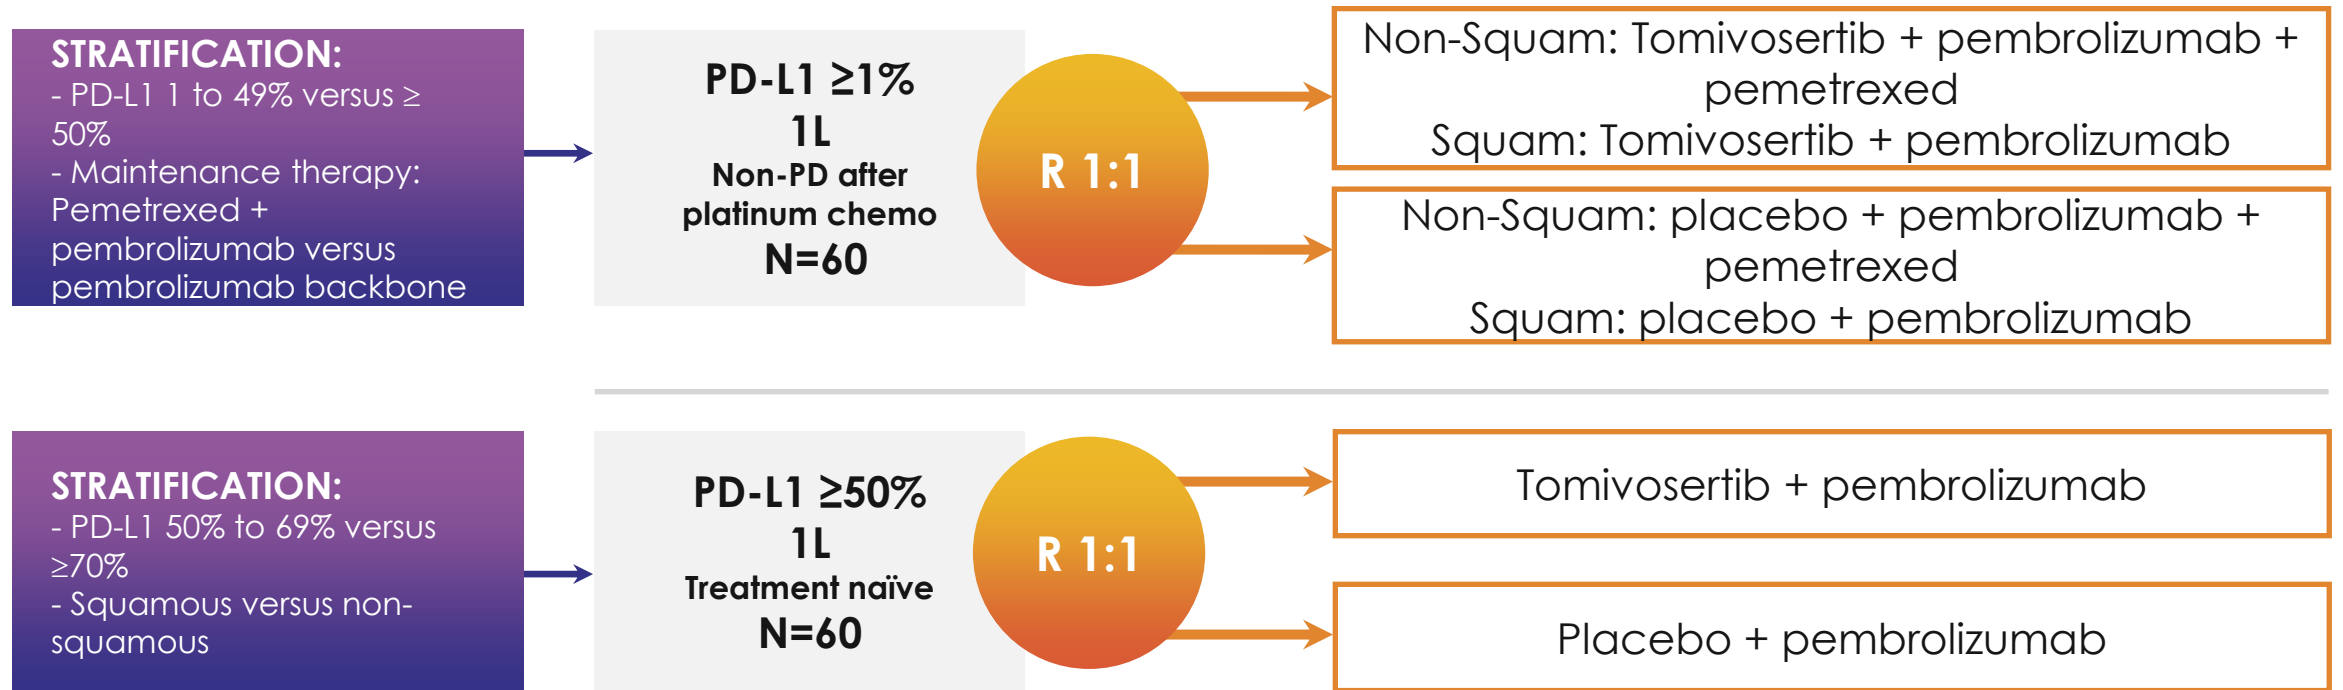 STRATIFICATION:
- PD-L1 1 to 49% versus ≥
50%
- Maintenance therapy:
Pemetrexed +
pembrolizumab versus
pembrolizumab backbone
PD-L1 ≥1%
1L
Non-PD after
platinum chemo
N=60
R 1:1
Non-Squam: Tomivosertib + pembrolizumab +
pemetrexed
Squam: Tomivosertib + pembrolizumab
Non-Squam: placebo + pembrolizumab +
pemetrexed
Squam: placebo + pembrolizumab
STRATIFICATION:
- PD-L1 50% to 69% versus
≥70%
- Squamous versus non-
squamous
PD-L1 ≥50%
1L
Treatment naïve
N=60
R 1:1
Tomivosertib + pembrolizumab
Placebo + pembrolizumab